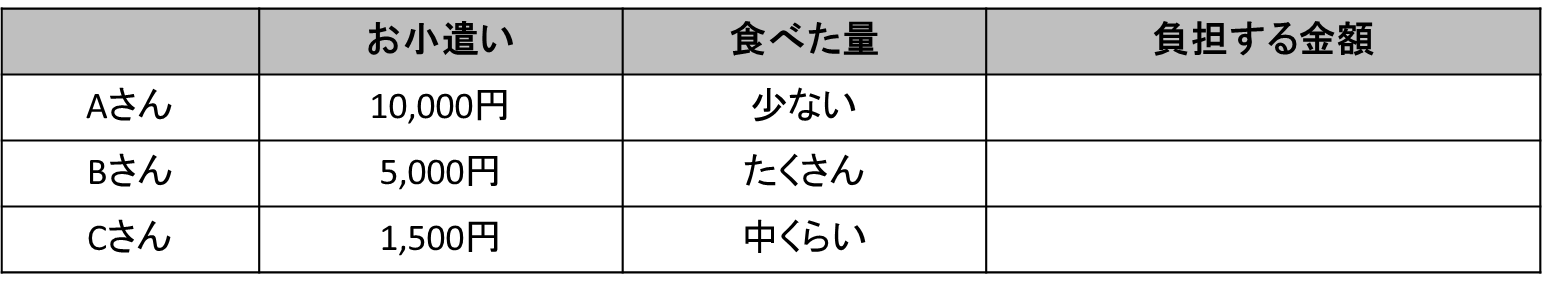 お小遣い 食べた量 負担する金額
Aさん 10,000円 少ない
Bさん 5,000円 たくさん
Cさん 1,500円 中くらい